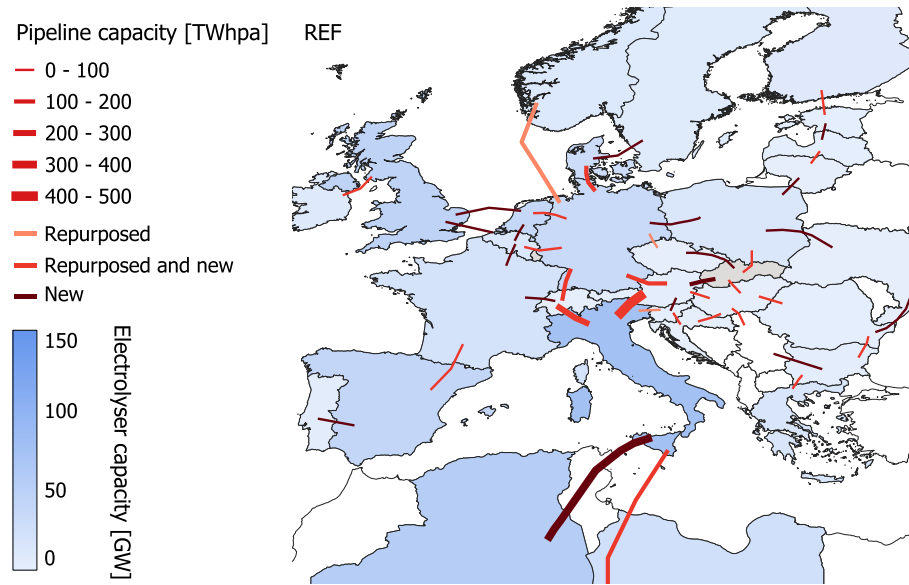 Pipeline capacity [TWhpa]
REF
0 - 100
100 - 200
200 - 300
300 - 400
400 - 500
Repurposed
Repurposed and new
New
150
100
50
0
Electrolyser capacity [GW]